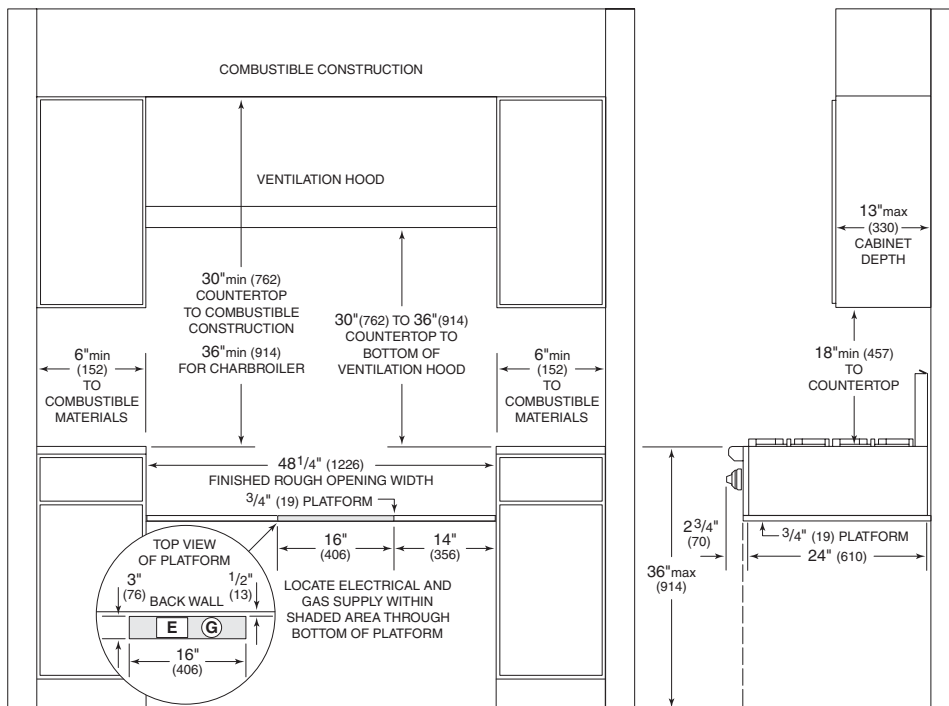 COMBUSTIBLE CONSTRUCTION
VENTILATION HOOD
30"min (762)
COUNTERTOP
TO COMBUSTIBLE
CONSTRUCTION
36"min (914)
FOR CHARBROILER
30"(762) TO 36"(914)
COUNTERTOP TO
BOTTOM OF
VENTILATION HOOD
6"min
(152)
TO
COMBUSTIBLE
MATERIALS
6"min
(152)
TO
COMBUSTIBLE
MATERIALS
48 1/4" (1226)
FINISHED ROUGH OPENING WIDTH
3/4" (19) PLATFORM
16"
(406)
14"
(356)
LOCATE ELECTRICAL AND
GAS SUPPLY WITHIN
SHADED AREA THROUGH
BOTTOM OF PLATFORM
TOP VIEW
OF PLATFORM
3"
(76)
1/2"
(13)
BACK WALL
E G
16"
(406)
13"max
(330)
CABINET
DEPTH
18"min (457)
TO
COUNTERTOP
2 3/4"
(70)
3/4" (19) PLATFORM
24" (610)
36"max
(914)